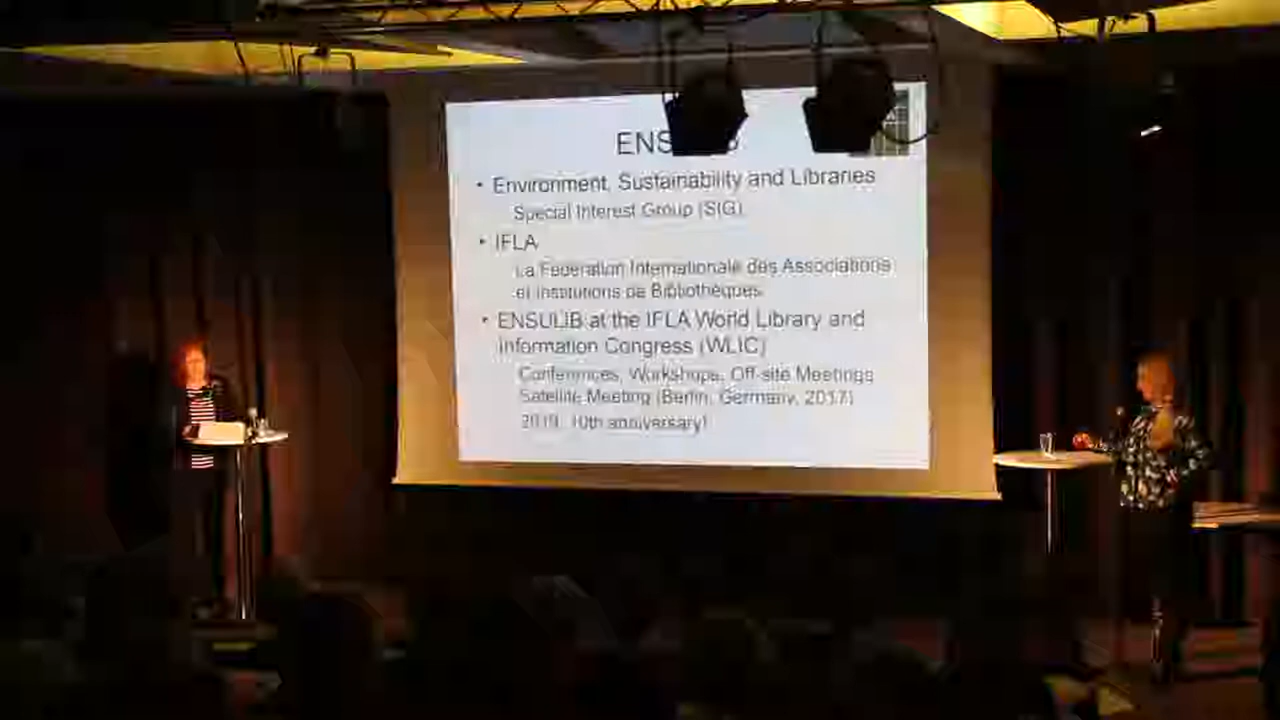 ENS
• Environment, Sustainability and Libraries
Special Interest Group (SIG)
• IFLA
La Federation Internationale des Associations
et Institutions de Bibliothèques
• ENSULIB at the IFLA World Library and
Information Congress (WLIC)
Conferences, Workshops, Off-site Meetings
Satellite Meeting (Berlin, Germany, 2017)
2019: 10th anniversary!